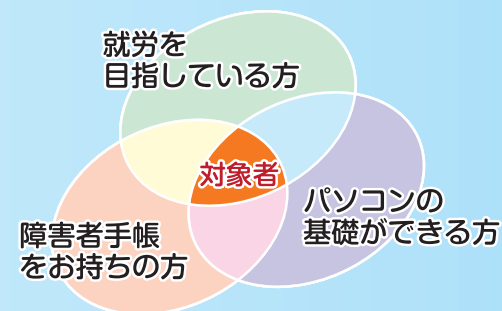 就労を
目指している方
対象者
パソコンの
基礎ができる方
障害者手帳
をお持ちの方